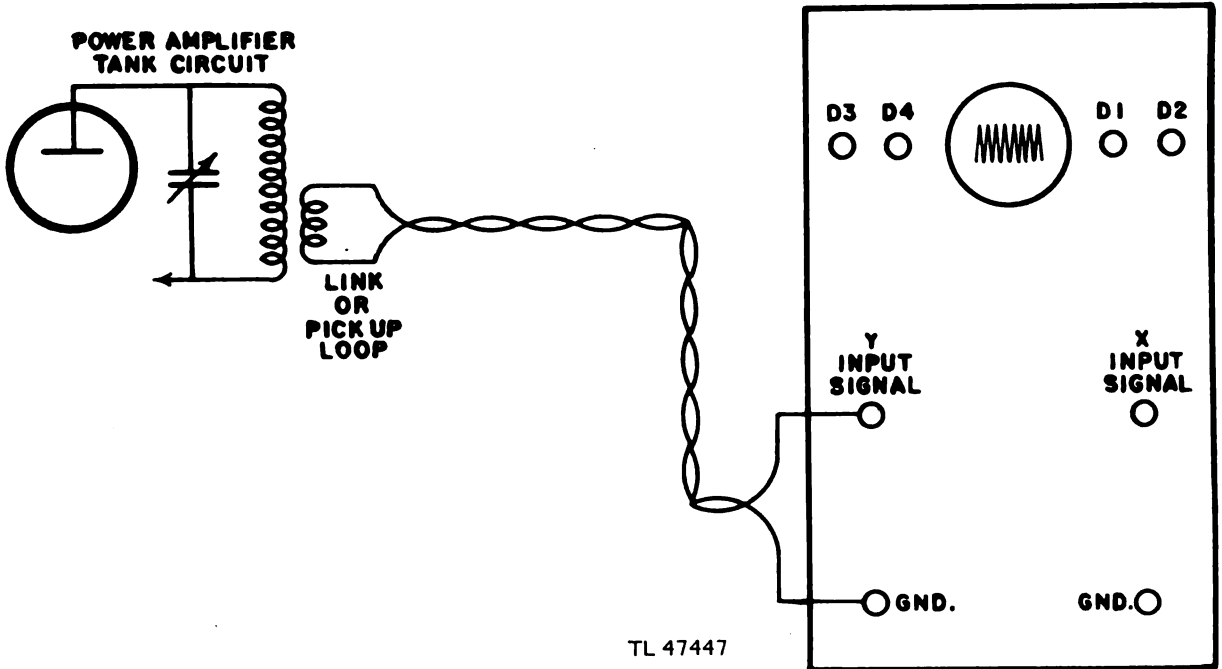 POWER AMPLIFIER
TANK CIRCUIT
LINK
OR
PICK UP
LOOP
D3 D4 D1 D2
Y
INPUT
SIGNAL
X
INPUT
SIGNAL
GND. GND.
TL 47447